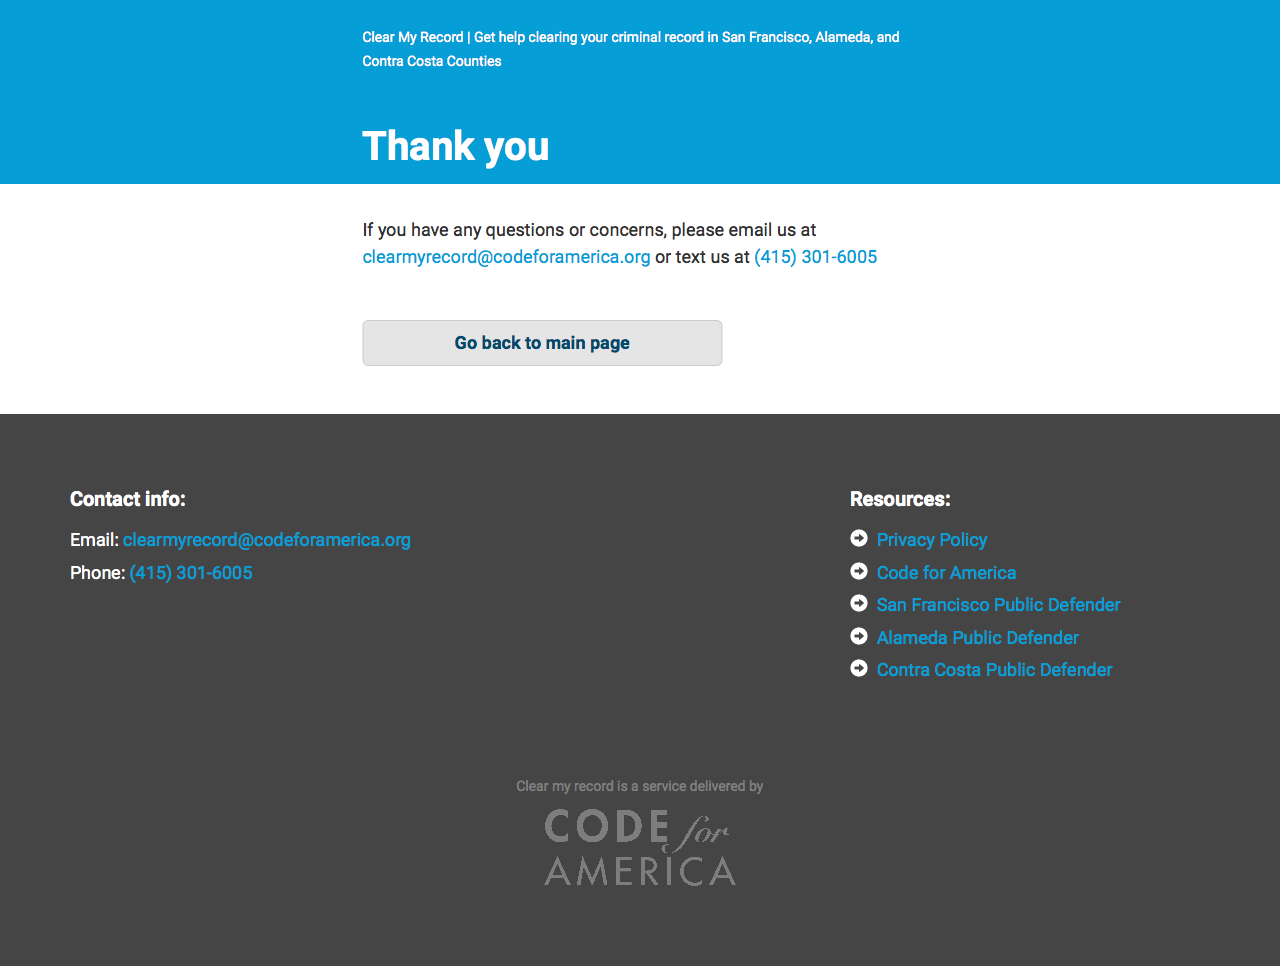 Clear My Record | Get help clearing your criminal record in San Francisco, Alameda, and
Contra Costa Counties
Thank you
If you have any questions or concerns, please email us at
clearmyrecord@codeforamerica.org or text us at (415) 301-6005
Go back to main page
Contact info:
Email: clearmyrecord@codeforamerica.org
Phone: (415) 301-6005
Resources:
Privacy Policy
Code for America
San Francisco Public Defender
Alameda Public Defender
Contra Costa Public Defender
Clear my record is a service delivered by
CODE for
AMERICA